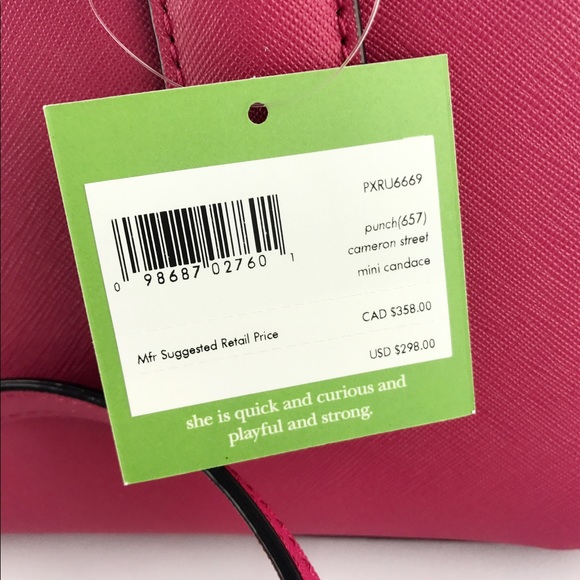 PXRU6669
punch(657)
cameron street
mini candace
0 98687 02760 1
Mfr Suggested Retail Price
CAD $358.00
USD $298.00
she is quick and curious and
playful and strong.